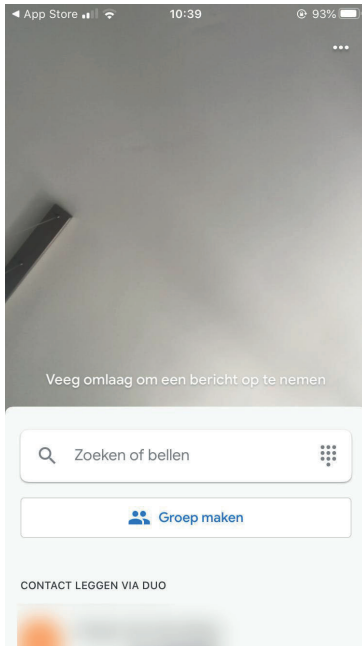 ◀ App Store 10:39 93%
Veeg omlaag om een bericht op te nemen
Zoeken of bellen
Groep maken
CONTACT LEGGEN VIA DUO